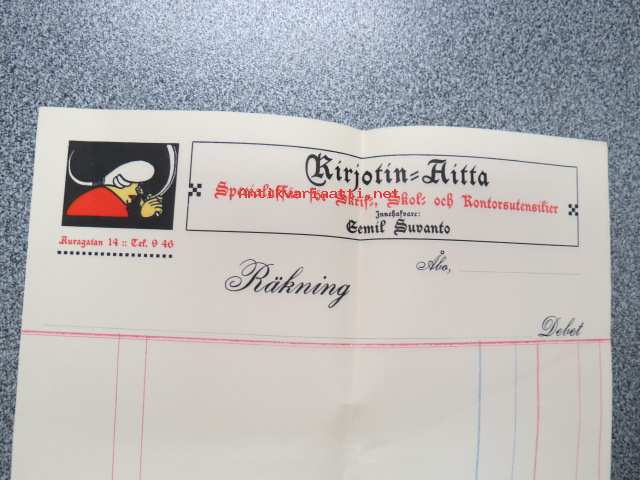 Kirjotin-Aitta
Specialaffär för Skrif-, Skol- och Kontorsutensilier
Innehafvare:
Eemil Suvanto
Auragatan 14 :: Tel. 9 46
Räkning
Åbo,
Debet
antikvariaatti.net